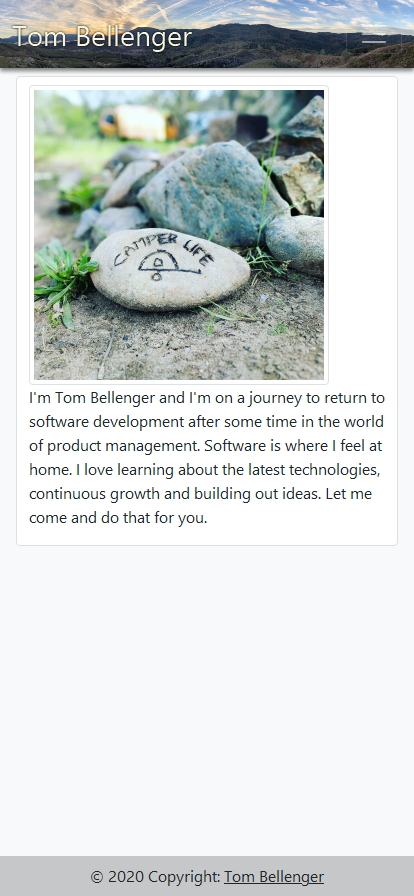 Tom Bellenger
CAMPER LIFE
I'm Tom Bellenger and I'm on a journey to return to
software development after some time in the world
of product management. Software is where I feel at
home. I love learning about the latest technologies,
continuous growth and building out ideas. Let me
come and do that for you.
© 2020 Copyright: Tom Bellenger